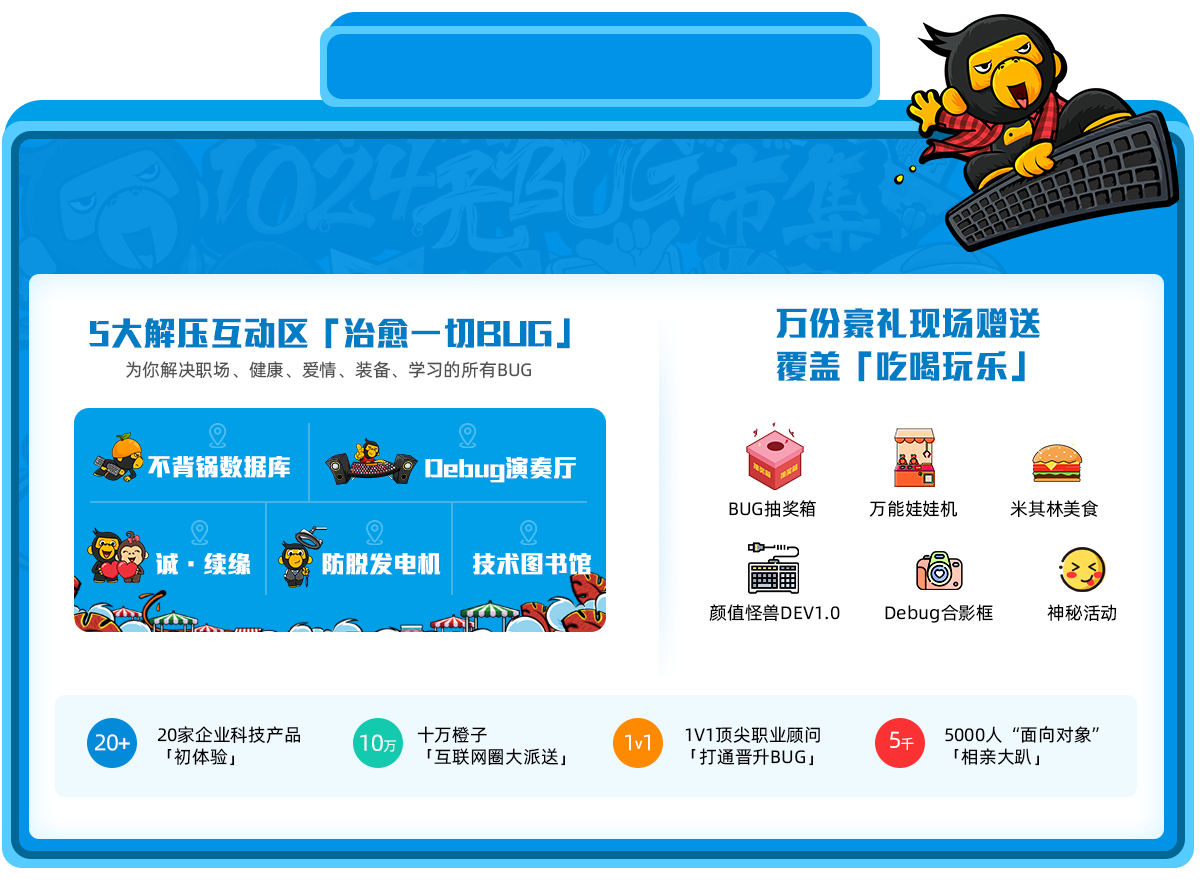 1024无BUG市集
5大解压互动区「治愈一切BUG」
为你解决职场、健康、爱情、装备、学习的所有BUG
不背锅数据库
Debug演奏厅
诚·续缘
防脱发电机
技术图书馆
万份豪礼现场赠送
覆盖「吃喝玩乐」
BUG抽奖箱
万能娃娃机
米其林美食
颜值怪兽DEV1.0
Debug合影框
神秘活动
20+
20家企业科技产品
「初体验」
10万
十万橙子
「互联网圈大派送」
1v1
1V1顶尖职业顾问
「打通晋升BUG」
5千
5000人“面向对象”
「相亲大趴」